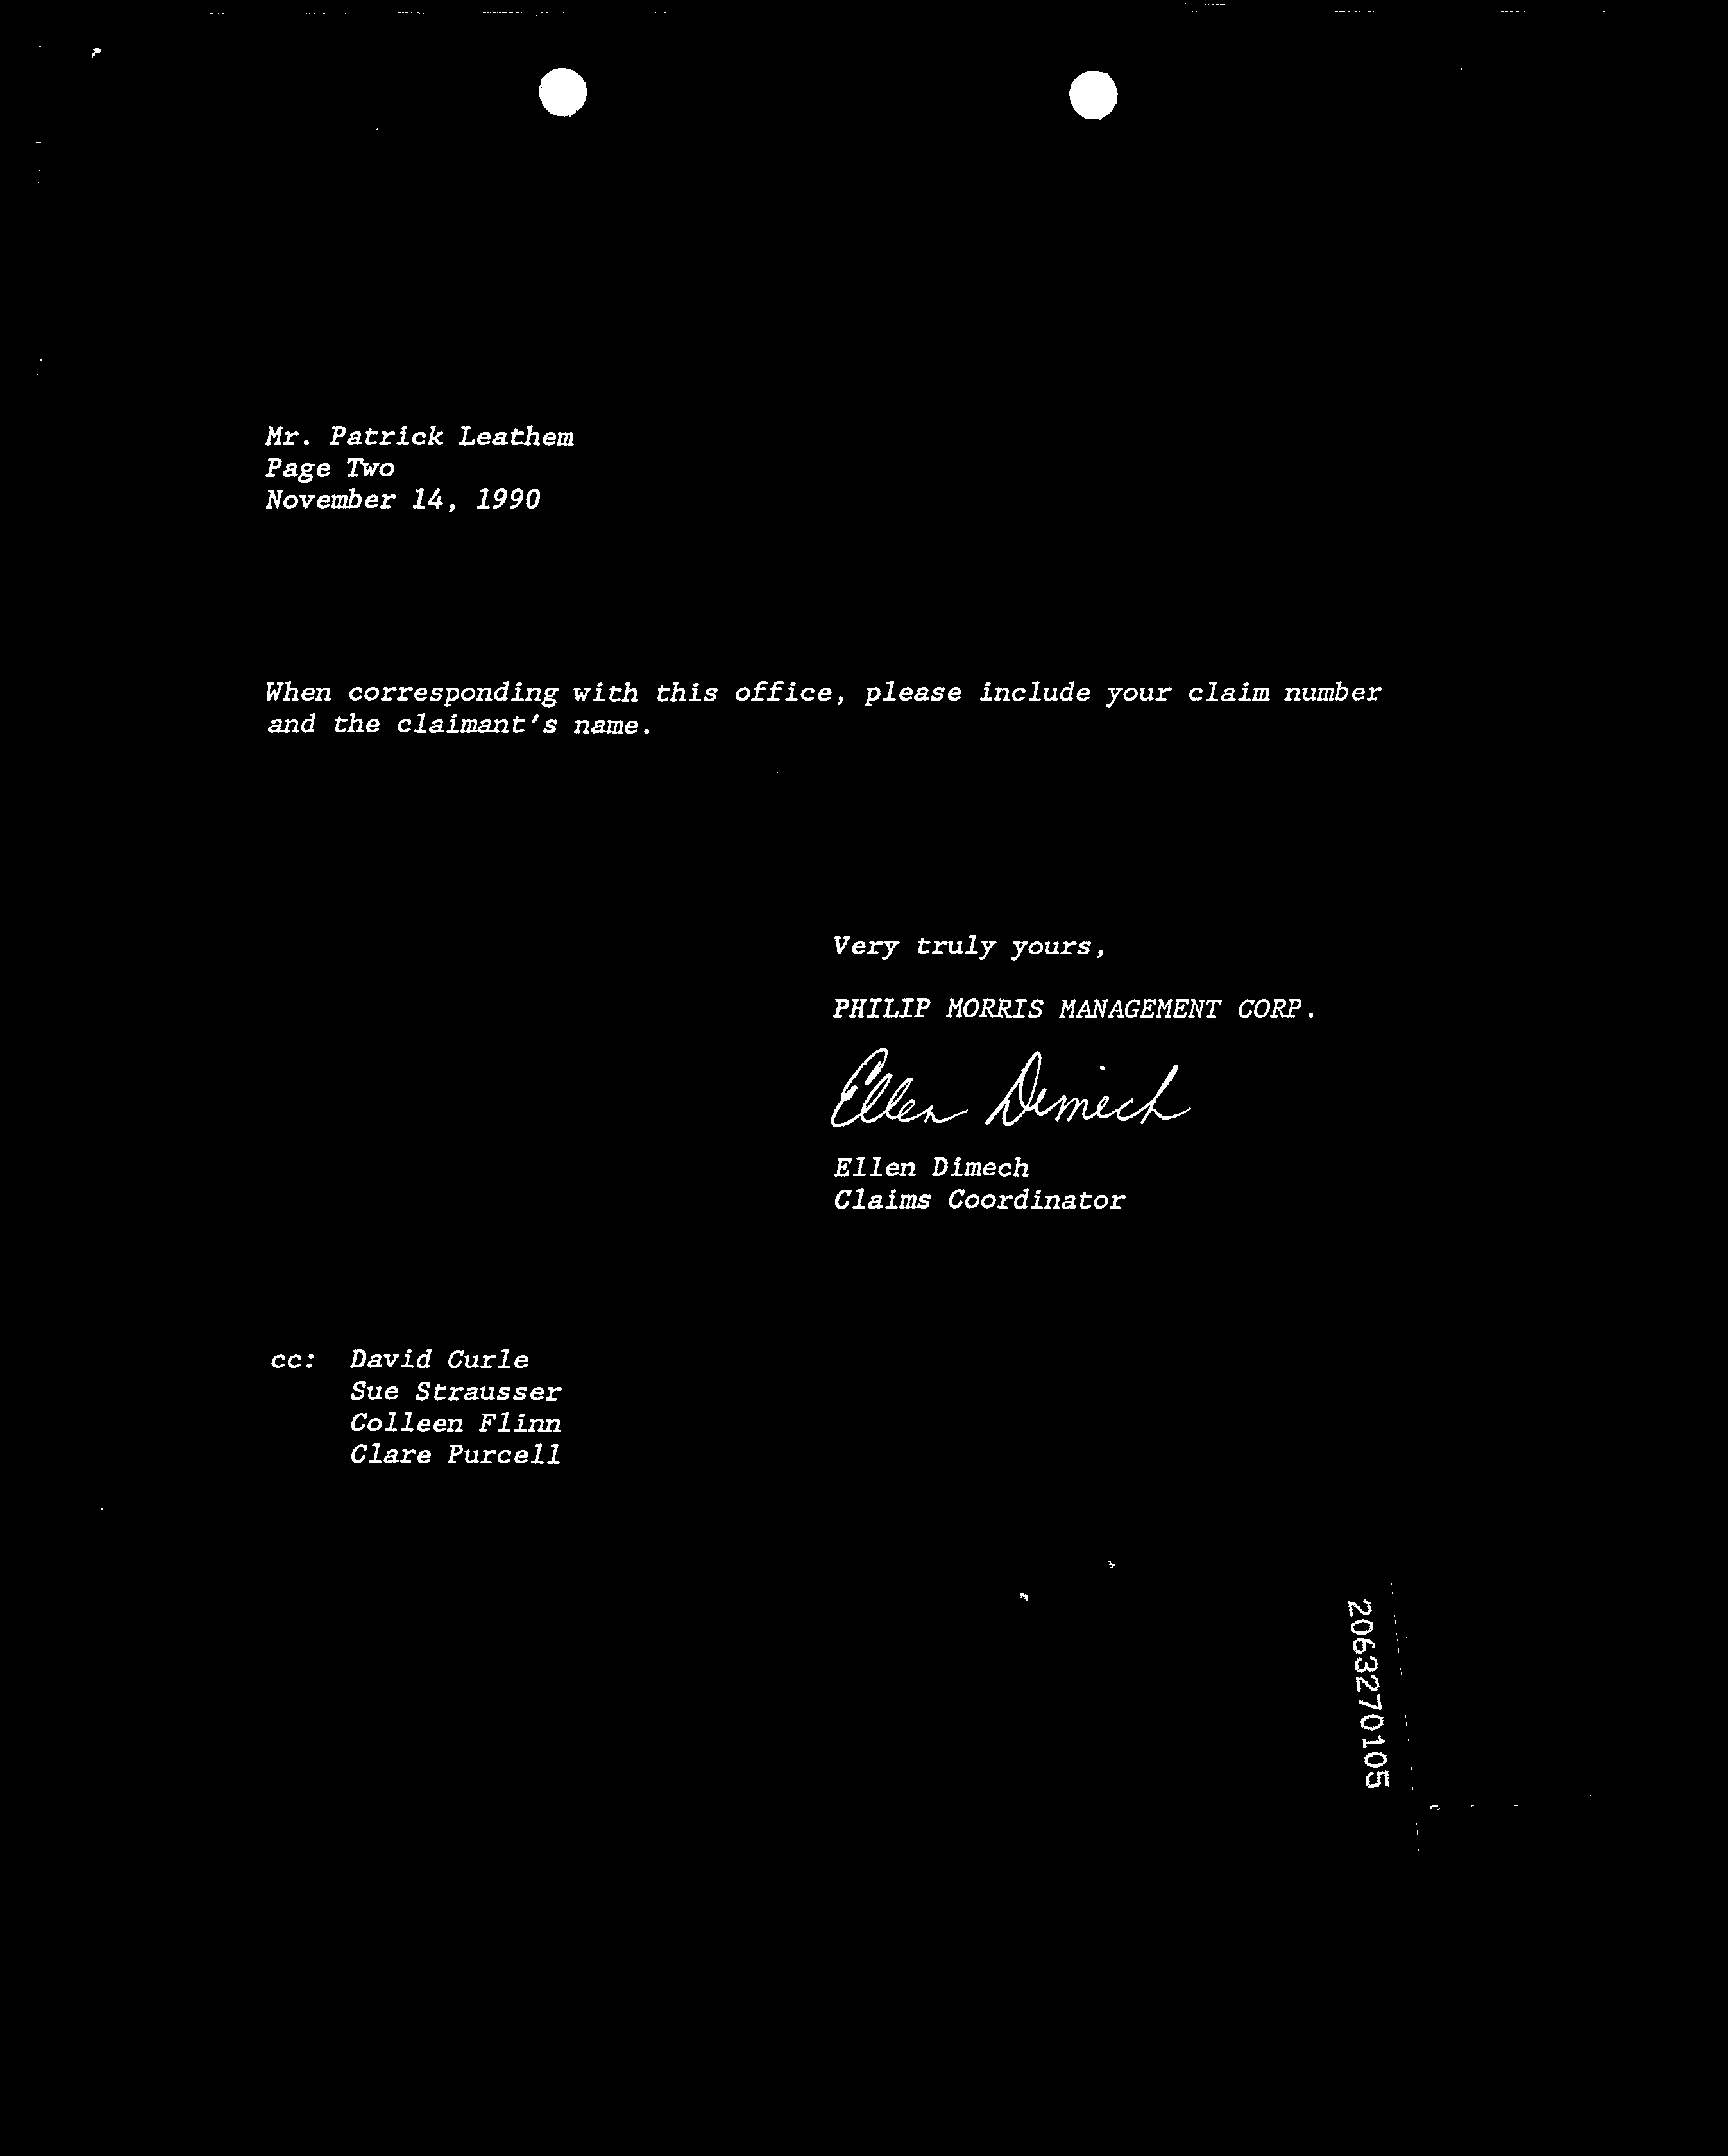 Mr. Patrick Leathem
Page Two
November 14, 1990
When corresponding with this office, please include your claim number
and the claimant's name.
Very truly yours,
PHILIP MORRIS MANAGEMENT CORP.
Ellen Dimech
Ellen Dimech
Claims Coordinator
cc: David Curle
Sue Strausser
Colleen Flinn
Clare Purcell
2063270105